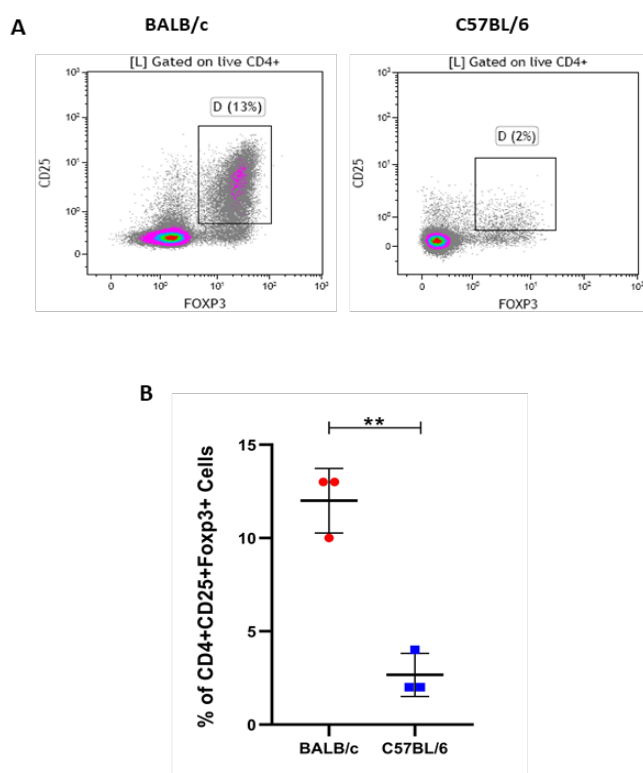 A
BALB/c
C57BL/6
[L] Gated on live CD4+
[L] Gated on live CD4+
D (13%)
D (2%)
CD25
10³
10²
10¹
10⁰
0
CD25
10³
10²
10¹
10⁰
0
0
10⁰
10¹
10²
10³
FOXP3
0
10⁰
10¹
10²
10³
FOXP3
B
**
% of CD4+CD25+Foxp3+ Cells
15
10
5
0
BALB/c
C57BL/6